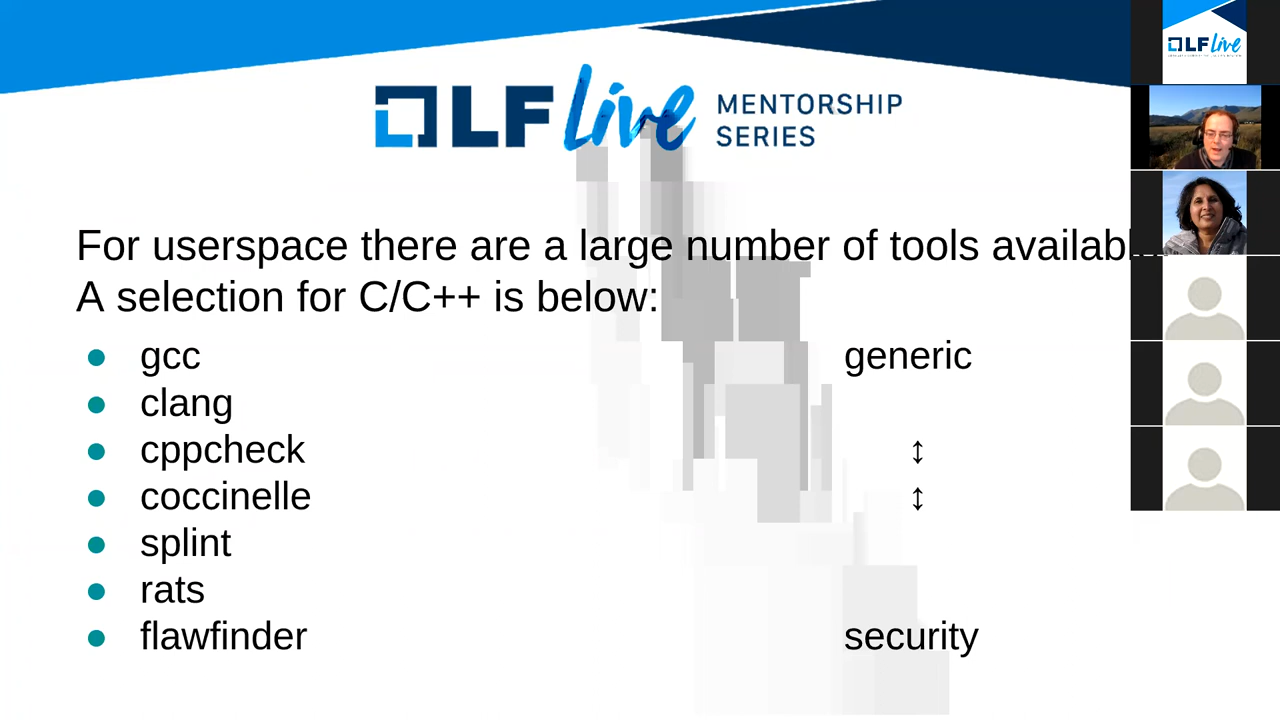 LF Live MENTORSHIP
SERIES
LF live
For userspace there are a large number of tools
A selection for C/C++ is below:
● gcc generic
● clang
● cppcheck ↕
● coccinelle ↕
● splint
● rats
● flawfinder security